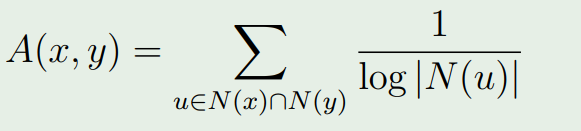 A(x, y) = ∑_{u∈N(x)∩N(y)} 1 / log |N(u)|